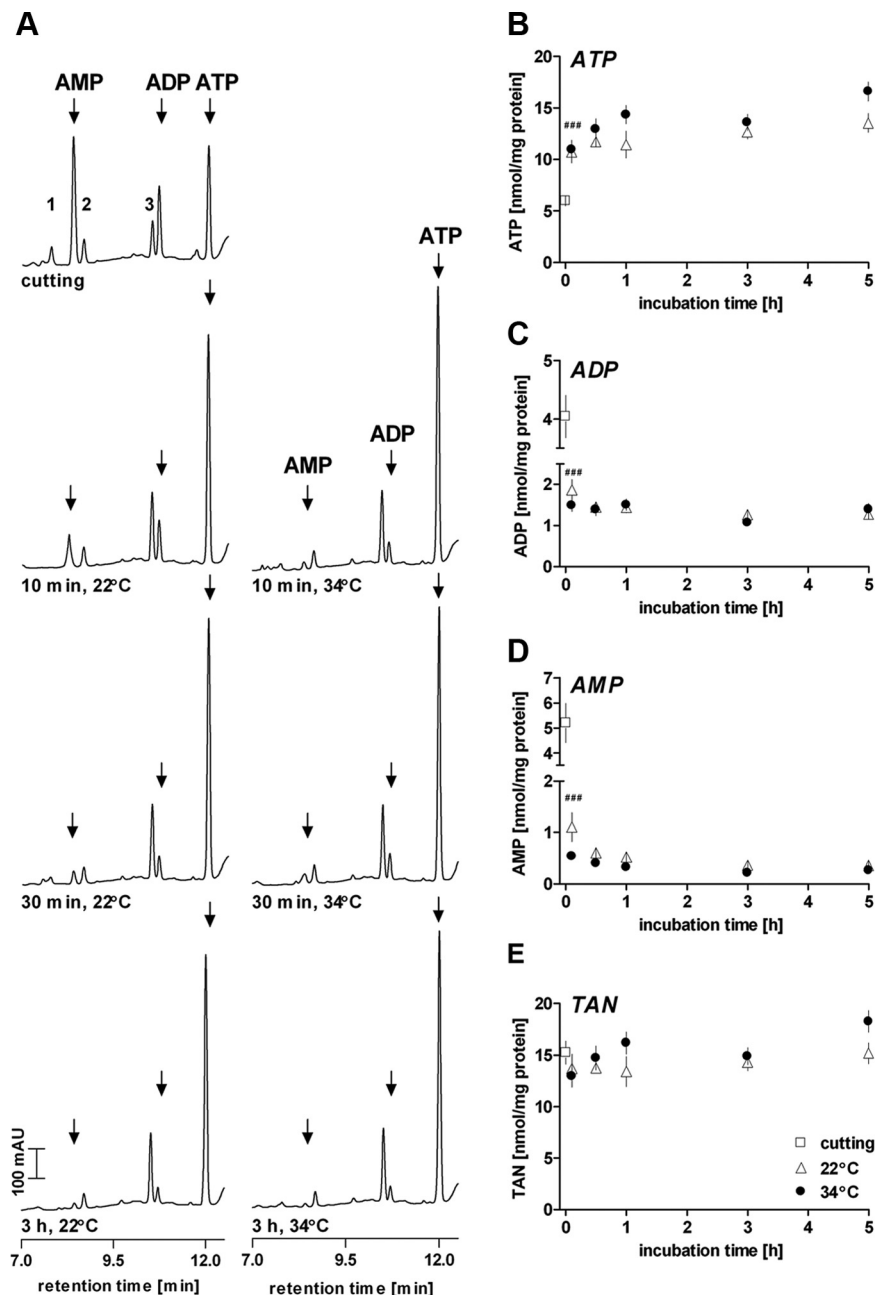 A
AMP
ADP ATP
1
2
3
cutting
ATP
ADP
AMP
10 min, 22°C
10 min, 34°C
30 min, 22°C
30 min, 34°C
100 mAU
3 h, 22°C
3 h, 34°C
7.0 9.5 12.0
7.0 9.5 12.0
retention time [min]
retention time [min]
B
ATP
ATP [nmol/mg protein]
20
15
10
5
0
###
0 1 2 3 4 5
incubation time [h]
C
ADP
ADP [nmol/mg protein]
5
4
2
1
0
###
0 1 2 3 4 5
incubation time [h]
D
AMP
AMP [nmol/mg protein]
7
6
5
4
2
1
0
###
0 1 2 3 4 5
incubation time [h]
E
TAN
TAN [nmol/mg protein]
20
15
10
5
0
cutting
22°C
34°C
0 1 2 3 4 5
incubation time [h]